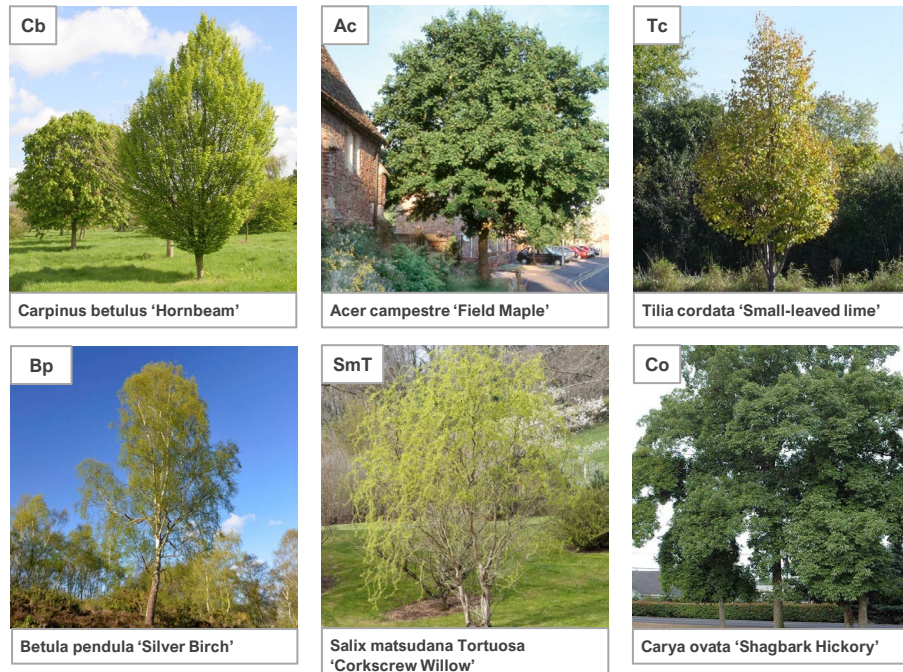 Cb
Carpinus betulus ‘Hornbeam’
Ac
Acer campestre ‘Field Maple’
Tc
Tilia cordata ‘Small-leaved lime’
Bp
Betula pendula ‘Silver Birch’
SmT
Salix matsudana Tortuosa
‘Corkscrew Willow’
Co
Carya ovata ‘Shagbark Hickory’